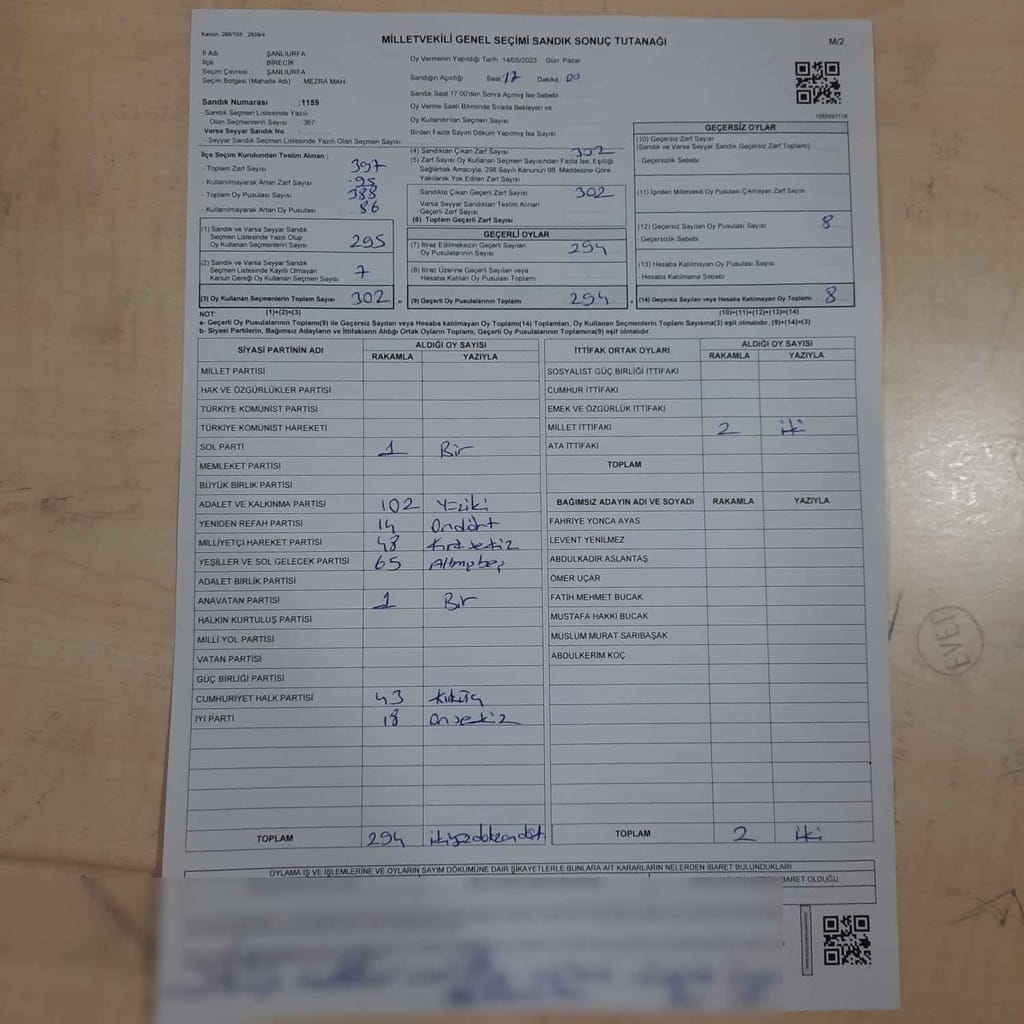 Kanun: 298/105 , 2839/4
MİLLETVEKİLİ GENEL SEÇİMİ SANDIK SONUÇ TUTANAĞI
M/2
İl Adı ŞANLIURFA
İlçe BİRECİK
Seçim Çevresi ŞANLIURFA
Seçim Bölgesi (Mahalle Adı) MEZRA MAH
Oy Vermenin Yapıldığı Tarih :14/05/2023 Gün Pazar
Sandığın Açıldığı Saat 17 Dakika 00
Sandık Saat 17:00'den Sonra Açılmış İse Sebebi
Oy Verme Saati Bitiminde Sırada Bekleyen ve
Oy Kullandırılan Seçmen Sayısı
Birden Fazla Sayım Döküm Yapılmış İse Sayısı
Sandık Numarası :1159
- Sandık Seçmen Listesinde Yazılı
Olan Seçmenlerin Sayısı 367
Varsa Seyyar Sandık No
- Seyyar Sandık Seçmen Listesinde Yazılı Olan Seçmen Sayısı
İlçe Seçim Kurulundan Teslim Alınan ;
- Toplam Zarf Sayısı 397
- Kullanılmayarak Artan Zarf Sayısı 95
- Toplam Oy Pusulası Sayısı 388
- Kullanılmayarak Artan Oy Pusulası 86
(1) Sandık ve Varsa Seyyar Sandık
Seçmen Listesinde Yazılı Olup
Oy Kullanan Seçmenlerin Sayısı 295
(2) Sandık ve Varsa Seyyar Sandık
Seçmen Listesinde Kayıtlı Olmayan
Kanun Gereği Oy Kullanan Seçmen Sayısı 7
(3) Oy Kullanan Seçmenlerin Toplam Sayısı 302
(4) Sandıktan Çıkan Zarf Sayısı 302
(5) Zarf Sayısı Oy Kullanan Seçmen Sayısından Fazla İse, Eşitliği
Sağlamak Amacıyla, 298 Sayılı Kanunun 98. Maddesine Göre
Yakılarak Yok Edilen Zarf Sayısı
Sandıkta Çıkan Geçerli Zarf Sayısı 302
Varsa Seyyar Sandıktan Teslim Alınan
Geçerli Zarf Sayısı
(6) Toplam Geçerli Zarf Sayısı
GEÇERLİ OYLAR
(7) İtiraz Edilmeksizin Geçerli Sayılan
Oy Pusulasının Sayısı 294
(8) İtiraz Üzerine Geçerli Sayılan veya
Hesaba Katılan Oy Pusulası Toplamı
= (9) Geçerli Oy Pusulalarının Toplamı 294
GEÇERSİZ OYLAR
(10) Geçersiz Zarf Sayısı
(Sandık ve Varsa Seyyar Sandık Geçersiz Zarf Toplamı)
- Geçersizlik Sebebi
(11) İçinden Milletvekili Oy Pusulası Çıkmayan Zarf Sayısı
(12) Geçersiz Sayılan Oy Pusulası Sayısı 8
- Geçersizlik Sebebi
(13) Hesaba Katılmayan Oy Pusulası Sayısı
- Hesaba Katılmama Sebebi
+ (14) Geçersiz Sayılan veya Hesaba Katılmayan Oy Toplamı 8
NOT: (1)+(2)=(3) (10)+(11)+(12)+(13)=(14)
a- Geçerli Oy Pusulalarının Toplamı(9) ile Geçersiz Sayılan veya Hesaba katılmayan Oy Toplamı(14) Toplamları, Oy Kullanan Seçmenlerin Toplam Sayısına(3) eşit olmalıdır. (9)+(14)=(3)
b- Siyasi Partilerin, Bağımsız Adayların ve İttifakların Aldığı Ortak Oyların Toplamı, Geçerli Oy Pusulalarının Toplamına(9) eşit olmalıdır.
SİYASİ PARTİNİN ADI ALDIĞI OY SAYISI
RAKAMLA YAZIYLA
MİLLET PARTİSİ
HAK VE ÖZGÜRLÜKLER PARTİSİ
TÜRKİYE KOMÜNİST PARTİSİ
TÜRKİYE KOMÜNİST HAREKETİ
SOL PARTİ 1 Bir
MEMLEKET PARTİSİ
BÜYÜK BİRLİK PARTİSİ
ADALET VE KALKINMA PARTİSİ 102 Yüziki
YENİDEN REFAH PARTİSİ 14 Ondört
MİLLİYETÇİ HAREKET PARTİSİ 48 Kırksekiz
YEŞİLLER VE SOL GELECEK PARTİSİ 65 Altmışbeş
ADALET BİRLİK PARTİSİ
ANAVATAN PARTİSİ 1 Bir
HALKIN KURTULUŞ PARTİSİ
MİLLİ YOL PARTİSİ
VATAN PARTİSİ
GÜÇ BİRLİĞİ PARTİSİ
CUMHURİYET HALK PARTİSİ 43 Kırküç
İYİ PARTİ 18 Onsekiz
TOPLAM 294 ikiyüzdoksandört
İTTİFAK ORTAK OYLARI ALDIĞI OY SAYISI
RAKAMLA YAZIYLA
SOSYALİST GÜÇ BİRLİĞİ İTTİFAKI
CUMHUR İTTİFAKI
EMEK VE ÖZGÜRLÜK İTTİFAKI
MİLLET İTTİFAKI 2 iki
ATA İTTİFAKI
TOPLAM
BAĞIMSIZ ADAYIN ADI VE SOYADI RAKAMLA YAZIYLA
FAHRİYE YONCA AYAS
LEVENT YENİLMEZ
ABDULKADIR ASLANTAŞ
ÖMER UÇAR
FATİH MEHMET BUCAK
MUSTAFA HAKKI BUCAK
MÜSLÜM MURAT SARIBAŞAK
ABDULKERİM KOÇ
TOPLAM 2 iki
OYLAMA İŞ VE İŞLEMLERİNE VE OYLARIN SAYIM DÖKÜMÜNE DAİR ŞİKAYETLERLE BUNLARA AİT KARARLARIN NELERDEN İBARET BULUNDUKLARI
İBARET OLDUĞU
EVET